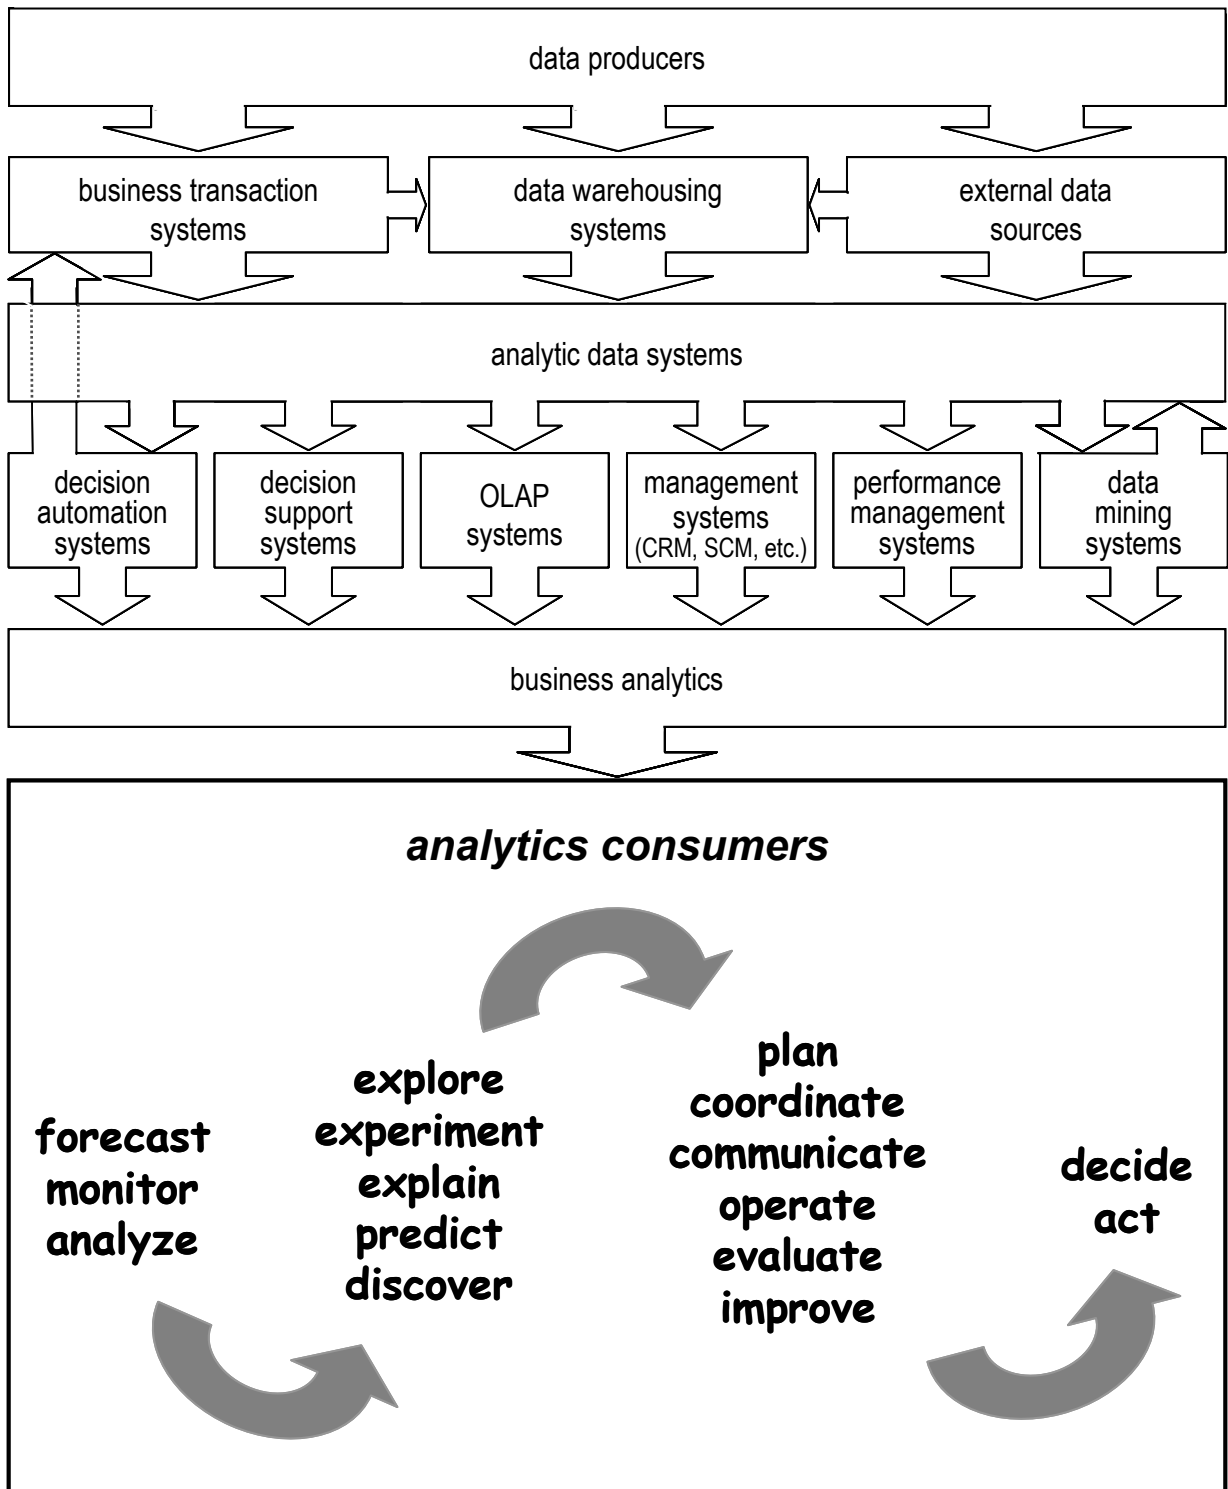 data producers
business transaction
systems
data warehousing
systems
external data
sources
analytic data systems
decision
automation
systems
decision
support
systems
OLAP
systems
management
systems
(CRM, SCM, etc.)
performance
management
systems
data
mining
systems
business analytics
analytics consumers
forecast
monitor
analyze
explore
experiment
explain
predict
discover
plan
coordinate
communicate
operate
evaluate
improve
decide
act